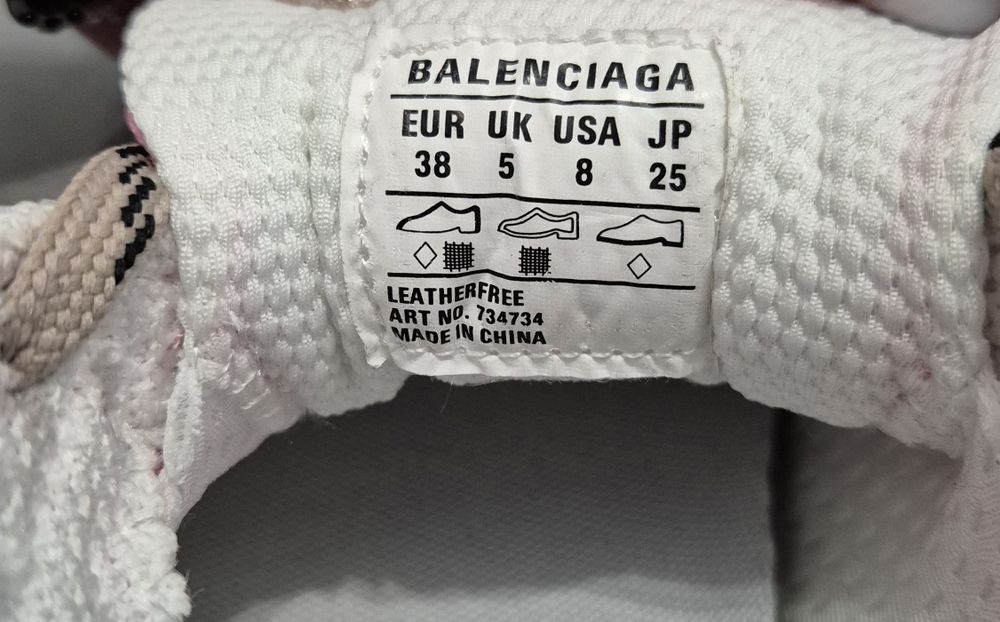 BALENCIAGA
EUR UK USA JP
38 5 8 25
LEATHERFREE
ART NO. 734734
MADE IN CHINA